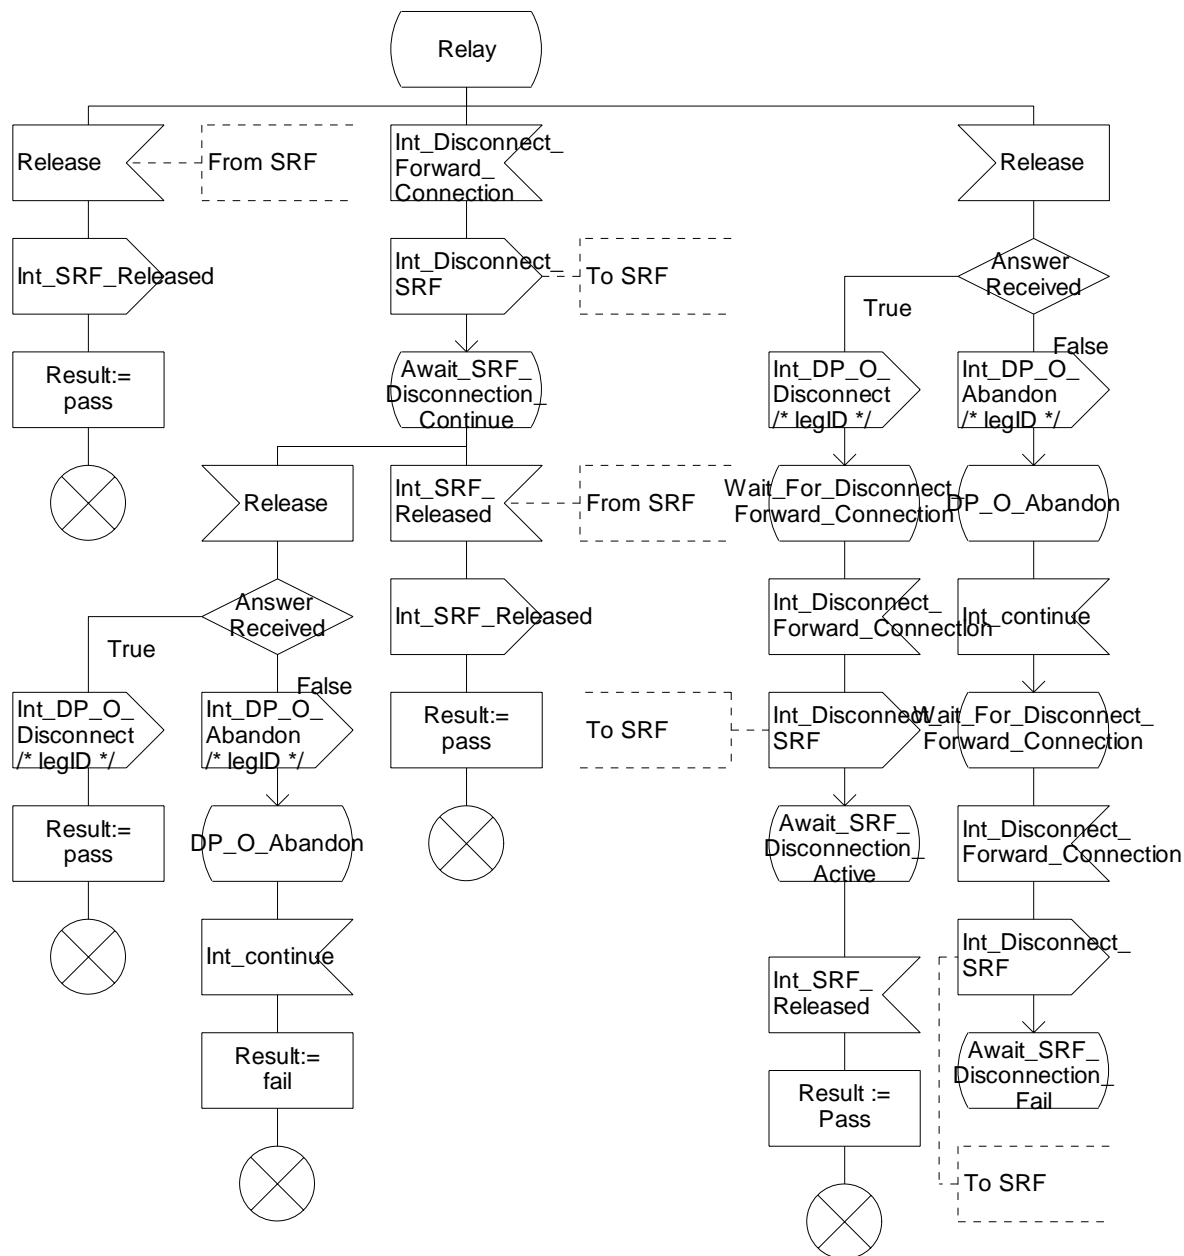 Relay
Release
From SRF
Int_Disconnect_
Forward_
Connection
Release
Int_SRF_Released
Int_Disconnect_
SRF
To SRF
Answer
Received
True
False
Result:=
pass
Await_SRF_
Disconnection_
Continue
Int_DP_O_
Disconnect
/* legID */
Int_DP_O_
Abandon
/* legID */
Release
Int_SRF_
Released
From SRF
Wait_For_Disconnect_
Forward_Connection
DP_O_Abandon
Answer
Received
True
False
Int_SRF_Released
Int_Disconnect_
Forward_Connection
Int_continue
Int_DP_O_
Disconnect
/* legID */
Int_DP_O_
Abandon
/* legID */
Result:=
pass
To SRF
Int_Disconnect_
SRF
Wait_For_Disconnect_
Forward_Connection
Result:=
pass
DP_O_Abandon
Await_SRF_
Disconnection_
Active
Int_Disconnect_
Forward_Connection
Int_continue
Int_SRF_
Released
Int_Disconnect_
SRF
Result:=
fail
Result :=
Pass
Await_SRF_
Disconnection_
Fail
To SRF